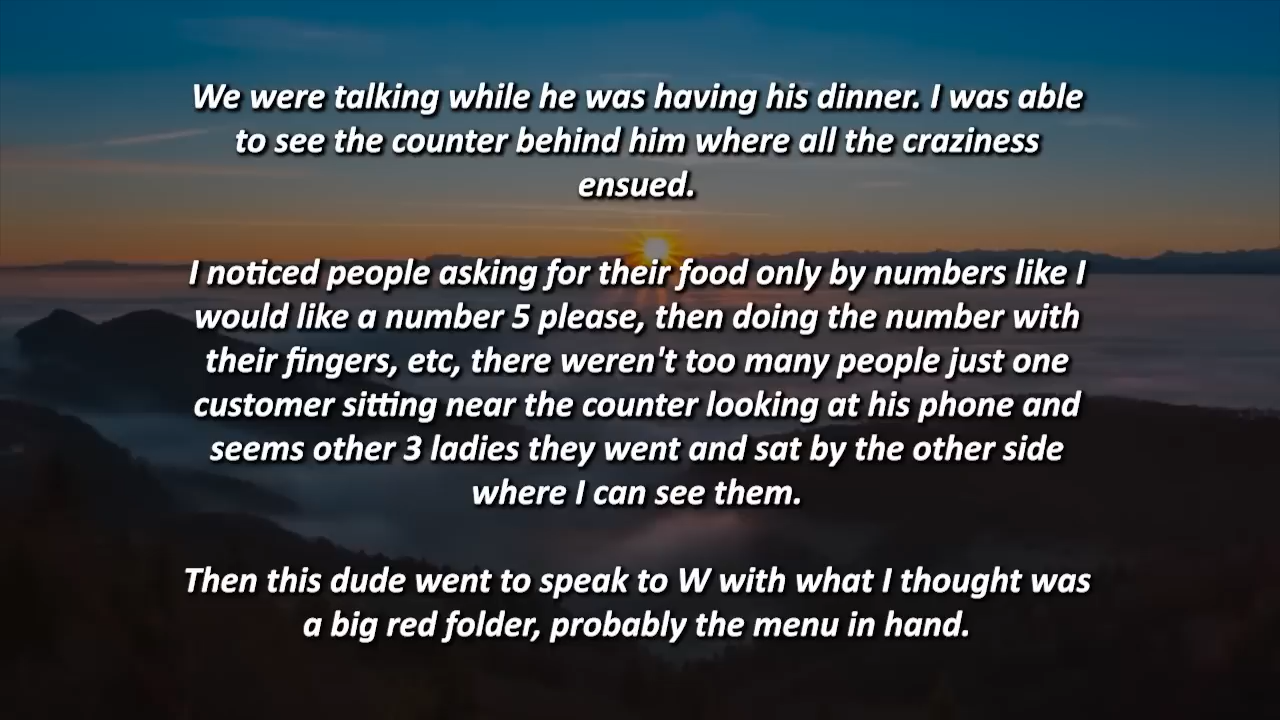 We were talking while he was having his dinner. I was able
to see the counter behind him where all the craziness
ensued.
I noticed people asking for their food only by numbers like I
would like a number 5 please, then doing the number with
their fingers, etc, there weren't too many people just one
customer sitting near the counter looking at his phone and
seems other 3 ladies they went and sat by the other side
where I can see them.
Then this dude went to speak to W with what I thought was
a big red folder, probably the menu in hand.